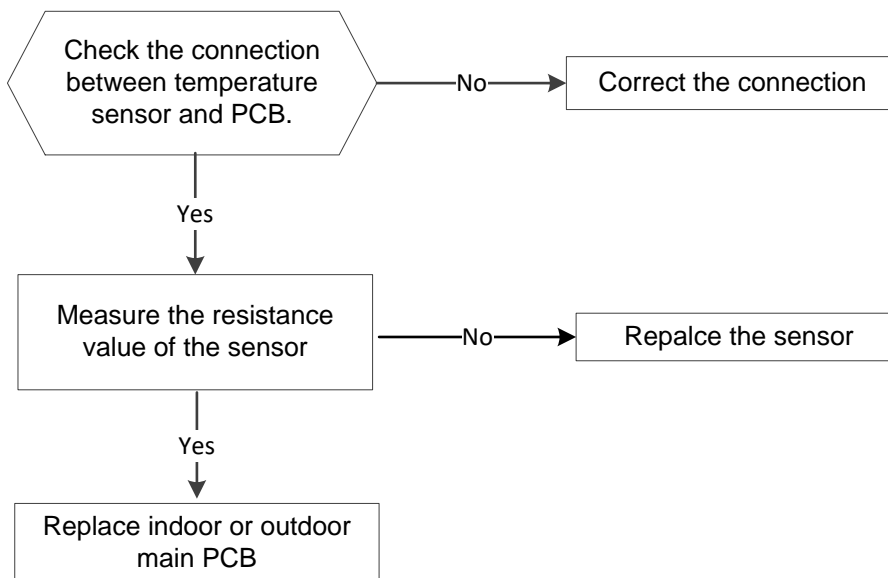 Check the connection
between temperature
sensor and PCB.
No
Correct the connection
Yes
Measure the resistance
value of the sensor
No
Repalce the sensor
Yes
Replace indoor or outdoor
main PCB